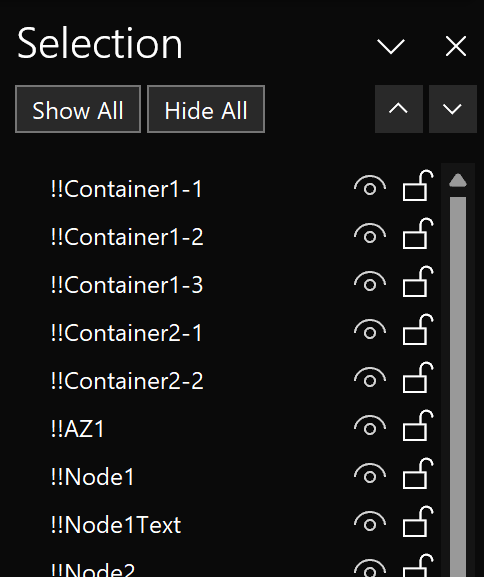 Selection
Show All Hide All
!!Container1-1
!!Container1-2
!!Container1-3
!!Container2-1
!!Container2-2
!!AZ1
!!Node1
!!Node1Text
!!Node2